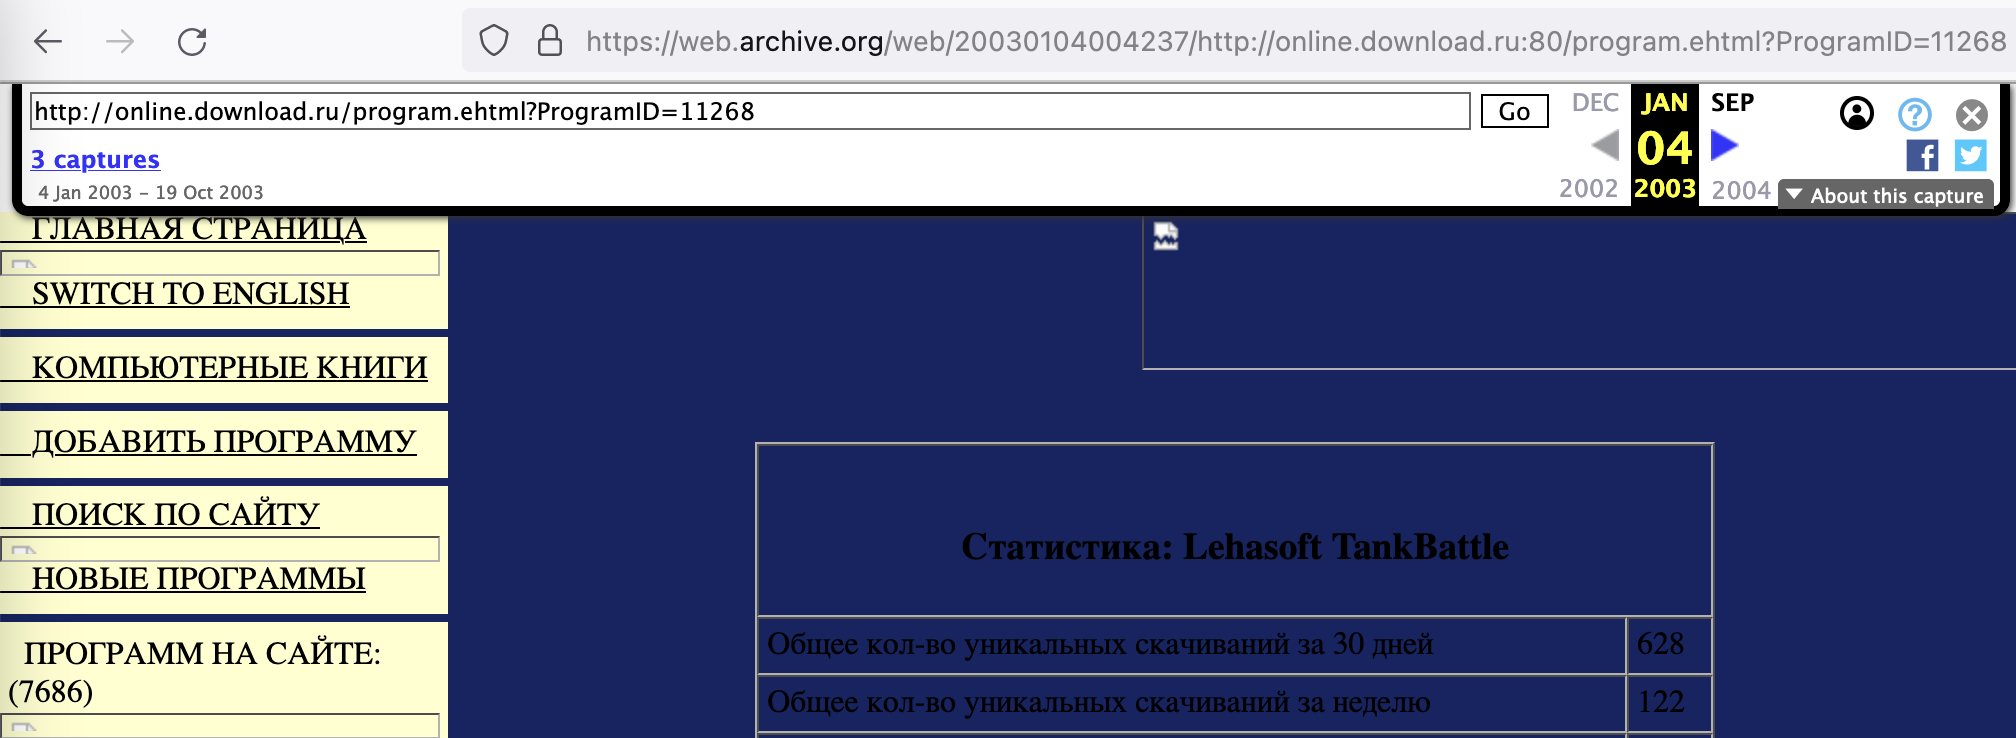 https://web.archive.org/web/20030104004237/http://online.download.ru:80/program.ehtml?ProgramID=11268
http://online.download.ru/program.ehtml?ProgramID=11268
Go
DEC JAN SEP
04
2002 2003 2004
3 captures
4 Jan 2003 – 19 Oct 2003
About this capture
ГЛАВНАЯ СТРАНИЦА
SWITCH TO ENGLISH
КОМПЬЮТЕРНЫЕ КНИГИ
ДОБАВИТЬ ПРОГРАММУ
ПОИСК ПО САЙТУ
НОВЫЕ ПРОГРАММЫ
ПРОГРАММ НА САЙТЕ:
(7686)
Статистика: Lehasoft TankBattle
Общее кол-во уникальных скачиваний за 30 дней 628
Общее кол-во уникальных скачиваний за неделю 122